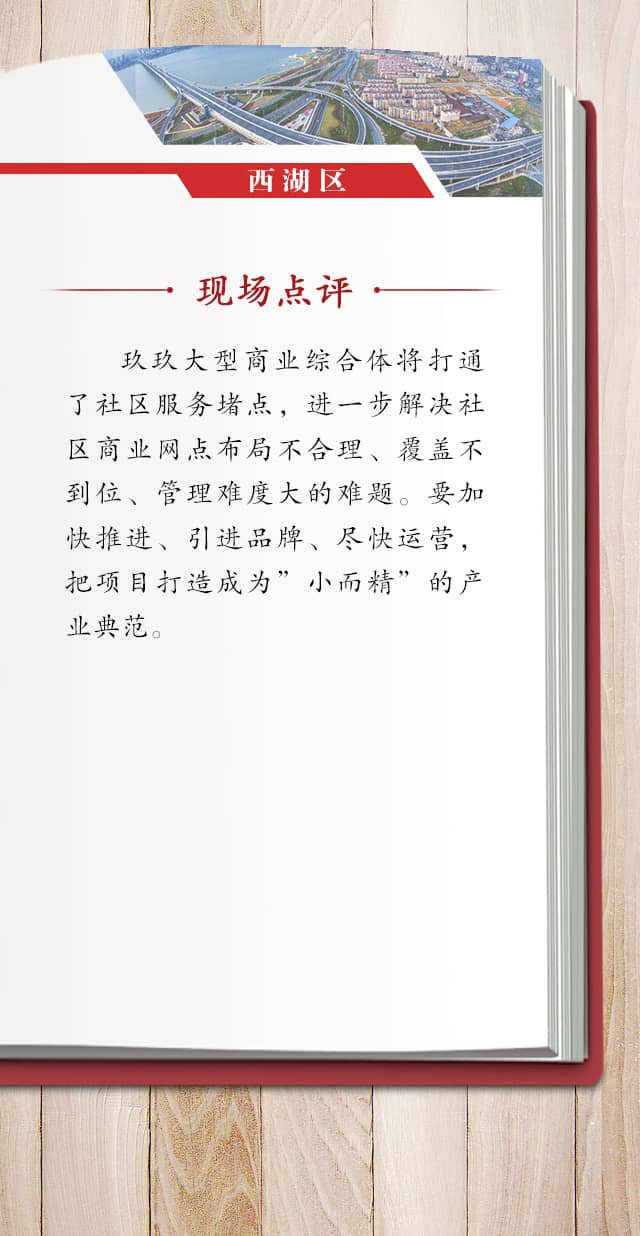 西湖区
现场点评
玖玖大型商业综合体将打通
了社区服务堵点，进一步解决社
区商业网点布局不合理、覆盖不
到位、管理难度大的难题。要加
快推进、引进品牌、尽快运营，
把项目打造成为”小而精”的产
业典范。